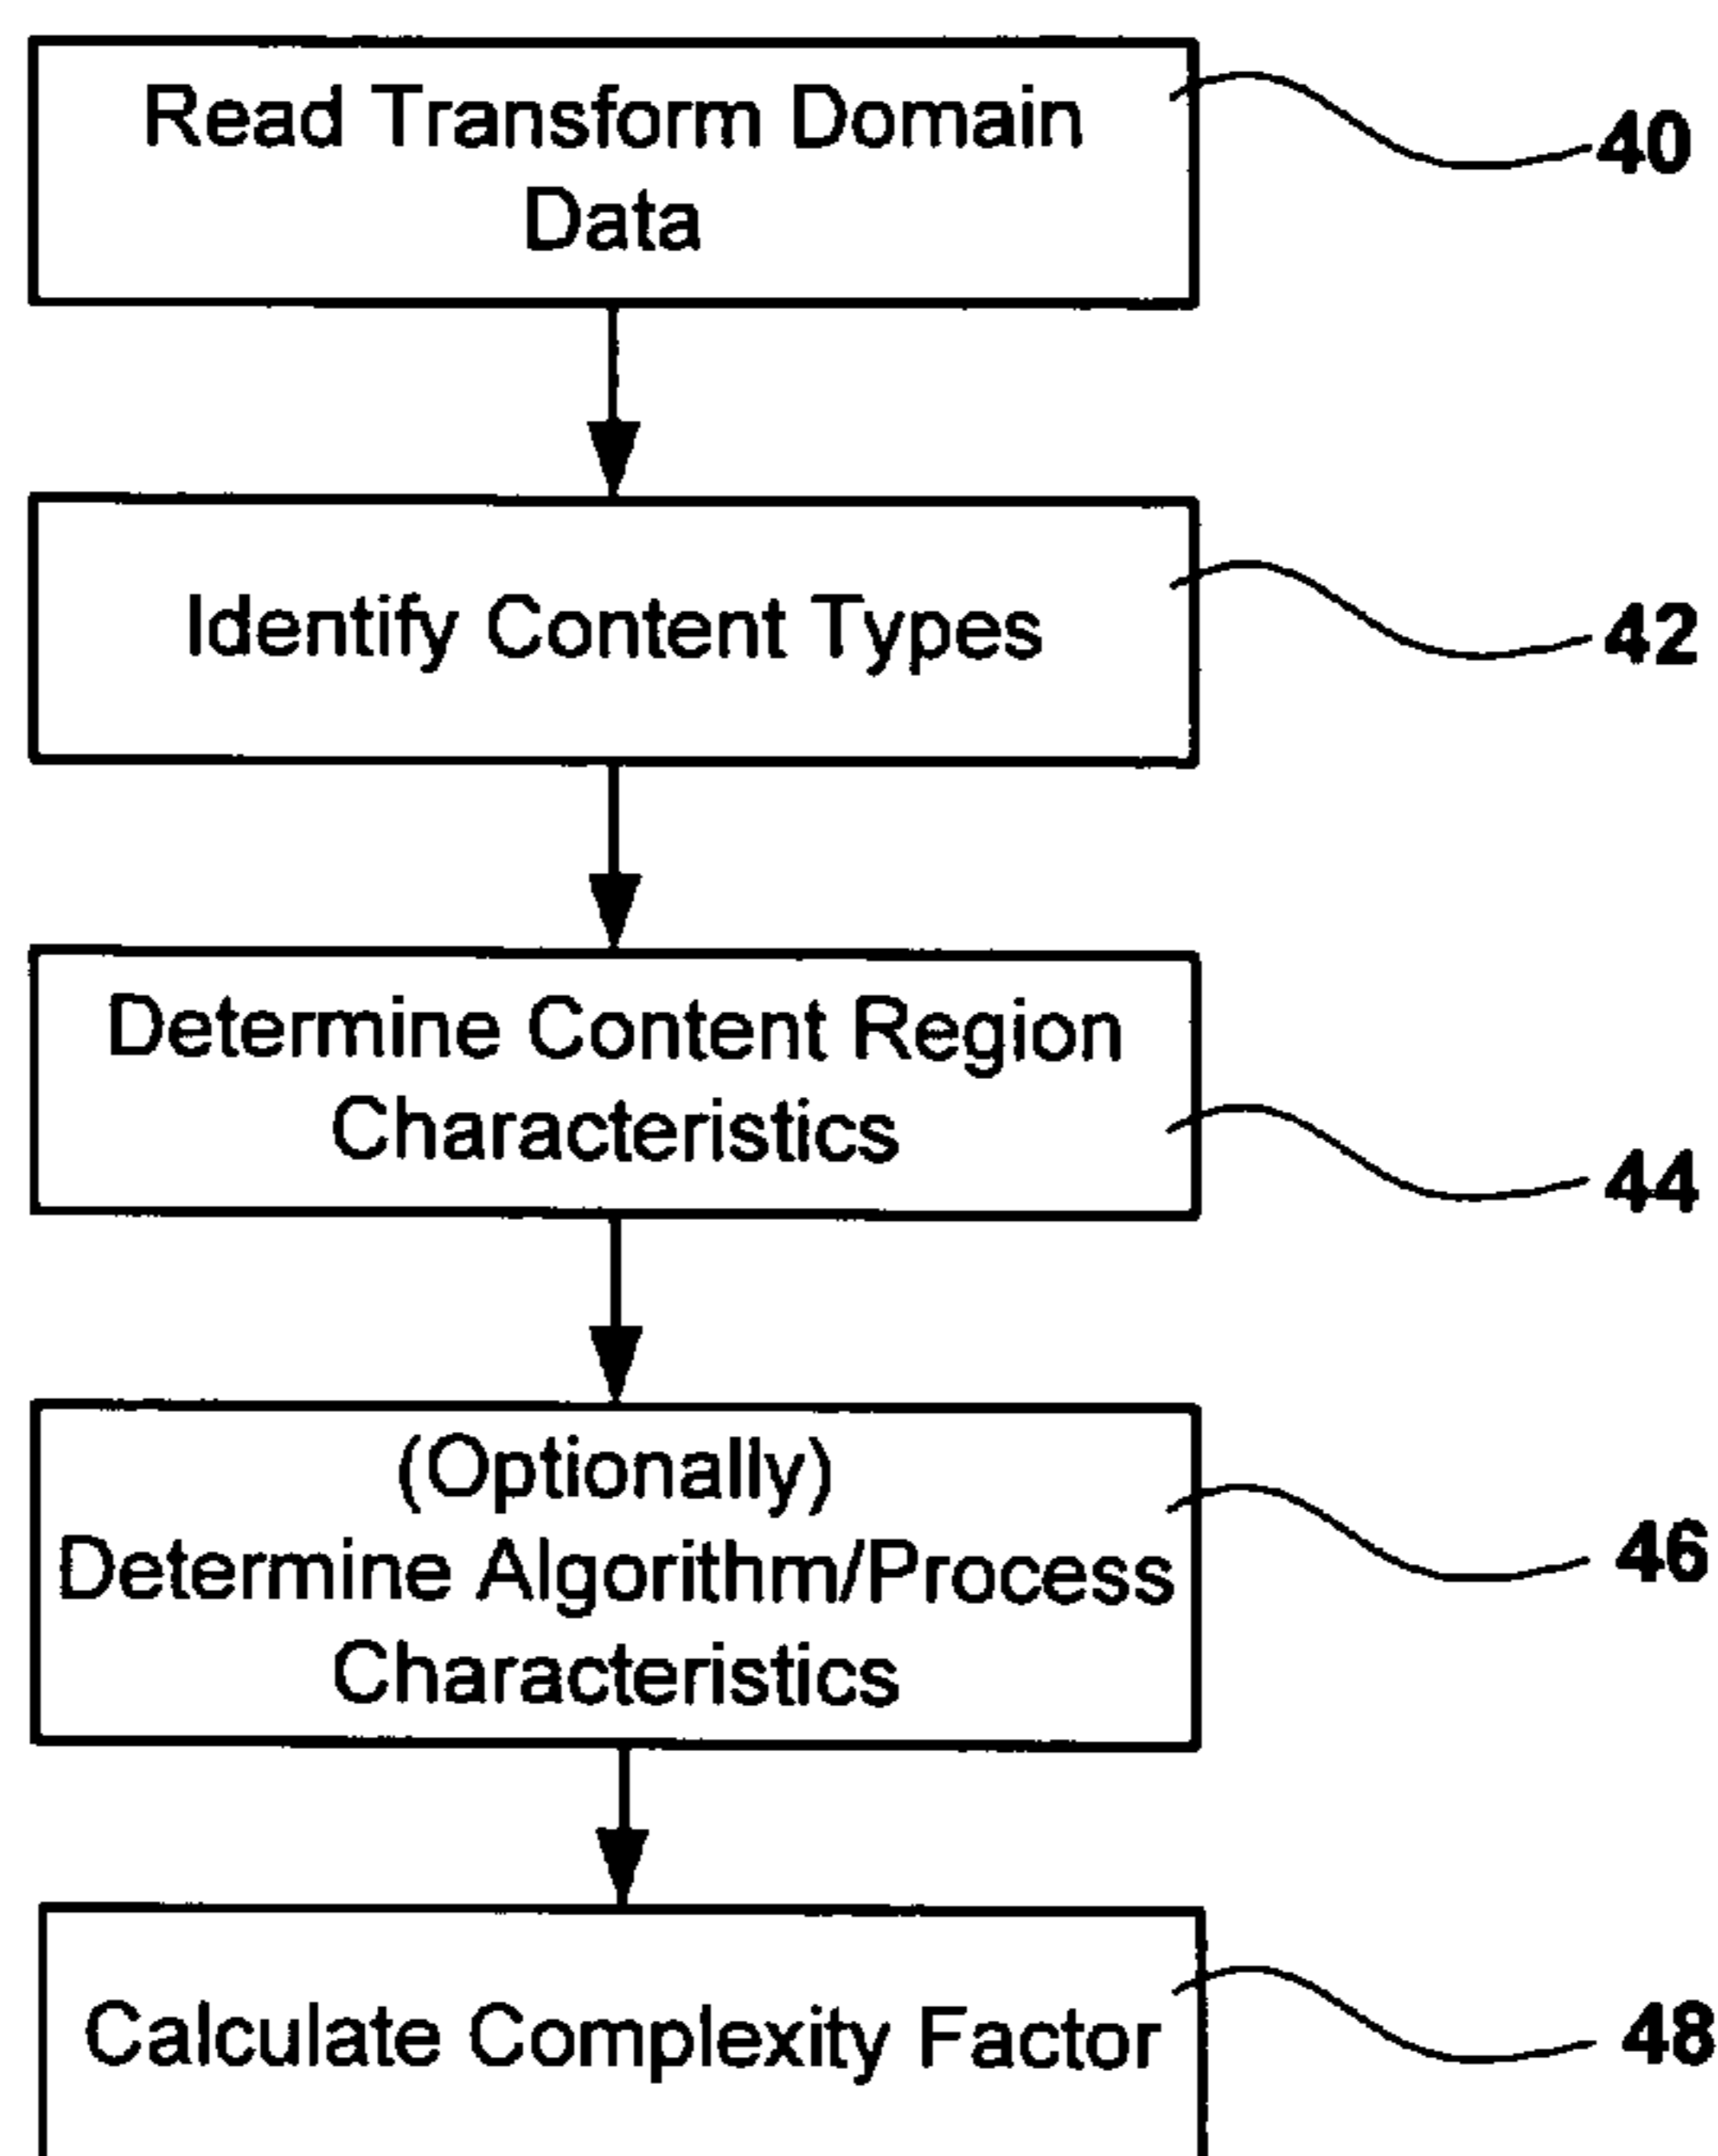 Read Transform Domain
Data
40
Identify Content Types
42
Determine Content Region
Characteristics
44
(Optionally)
Determine Algorithm/Process
Characteristics
46
Calculate Complexity Factor
48